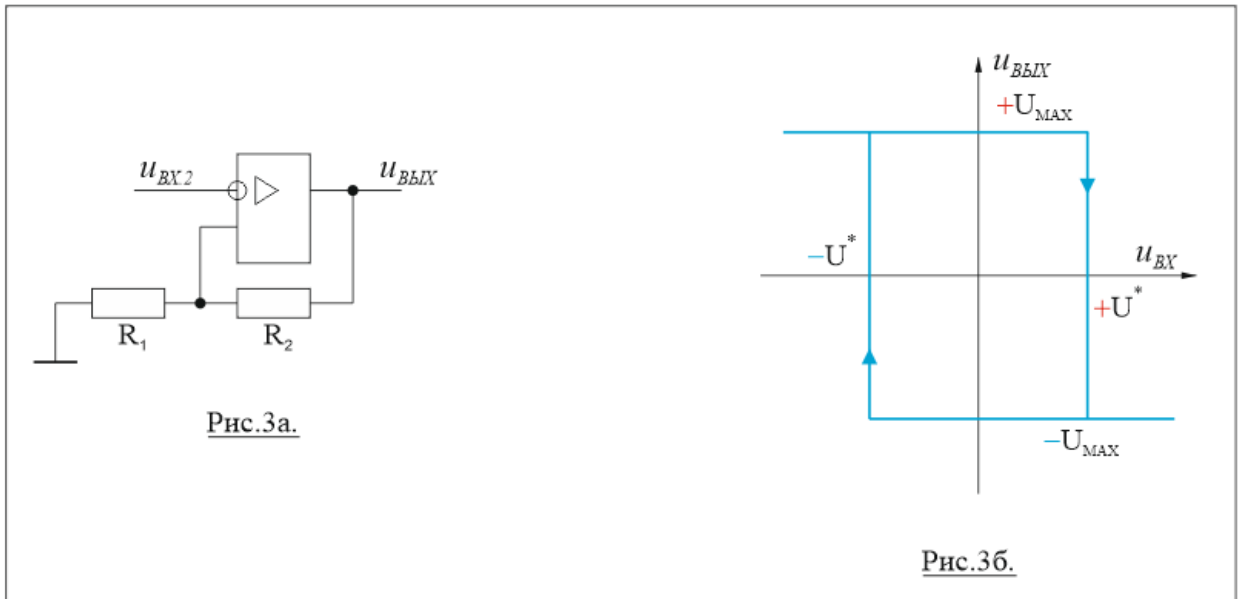 u_ВХ.2
u_ВЫХ
R₁
R₂
Рис.3а.
u_ВЫХ
+U_MAX
−U*
u_ВХ
+U*
−U_MAX
Рис.3б.